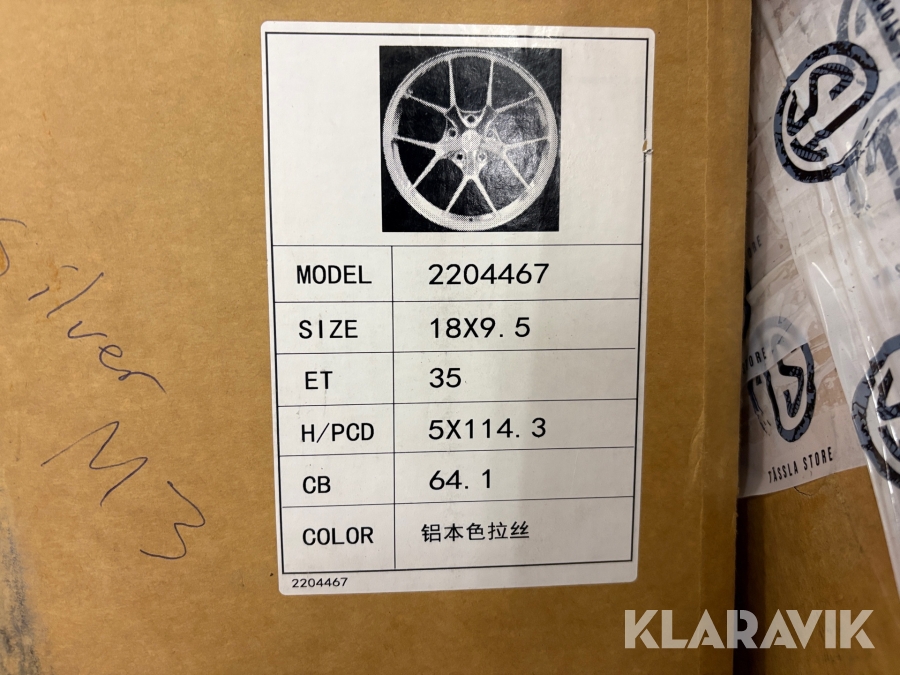 MODEL 2204467
SIZE 18X9.5
ET 35
H/PCD 5X114.3
CB 64.1
COLOR 铝本色拉丝
2204467
Silver
M3
TÄSSLA STORE
KLARAVIK